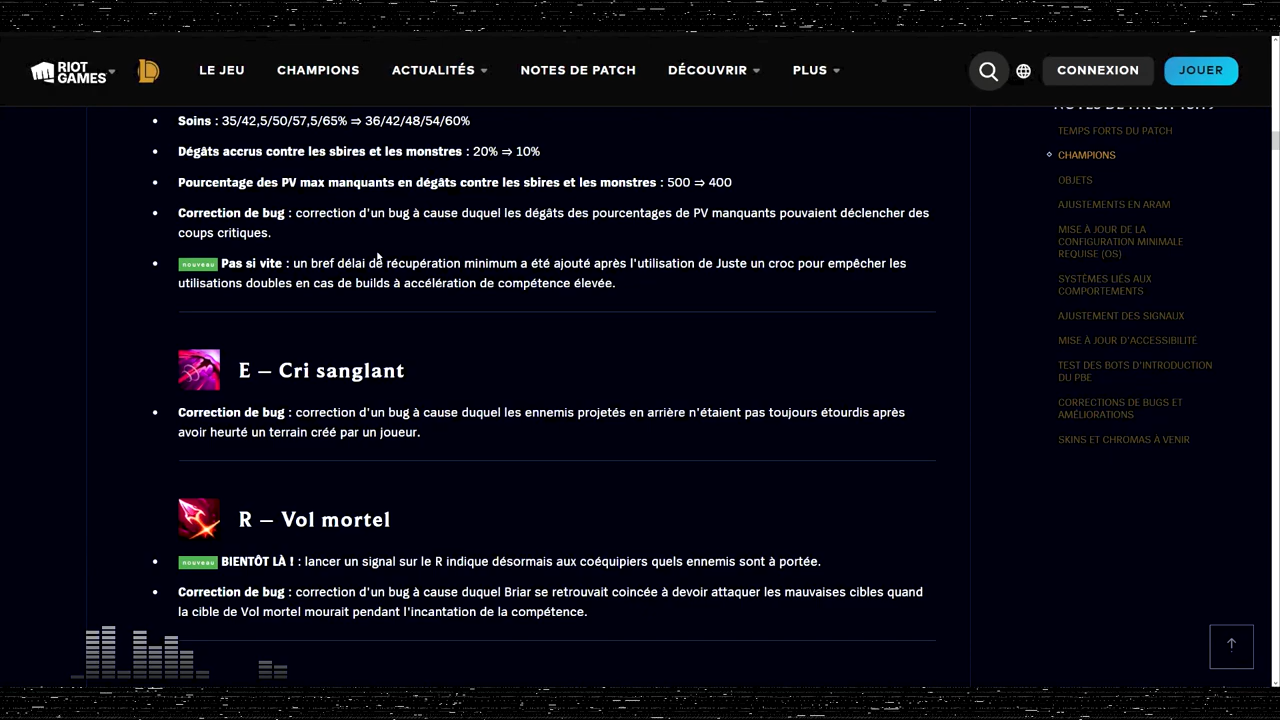 RIOT GAMES
LE JEU
CHAMPIONS
ACTUALITÉS
NOTES DE PATCH
DÉCOUVRIR
PLUS
CONNEXION
JOUER
Soins : 35/42,5/50/57,5/65% ⇒ 36/42/48/54/60%
Dégâts accrus contre les sbires et les monstres : 20% ⇒ 10%
Pourcentage des PV max manquants en dégâts contre les sbires et les monstres : 500 ⇒ 400
Correction de bug : correction d'un bug à cause duquel les dégâts des pourcentages de PV manquants pouvaient déclencher des
coups critiques.
nouveau Pas si vite : un bref délai de récupération minimum a été ajouté après l'utilisation de Juste un croc pour empêcher les
utilisations doubles en cas de builds à accélération de compétence élevée.
E – Cri sanglant
Correction de bug : correction d'un bug à cause duquel les ennemis projetés en arrière n'étaient pas toujours étourdis après
avoir heurté un terrain créé par un joueur.
R – Vol mortel
nouveau BIENTÔT LÀ ! : lancer un signal sur le R indique désormais aux coéquipiers quels ennemis sont à portée.
Correction de bug : correction d'un bug à cause duquel Briar se retrouvait coincée à devoir attaquer les mauvaises cibles quand
la cible de Vol mortel mourait pendant l'incantation de la compétence.
TEMPS FORTS DU PATCH
CHAMPIONS
OBJETS
AJUSTEMENTS EN ARAM
MISE À JOUR DE LA
CONFIGURATION MINIMALE
REQUISE (OS)
SYSTÈMES LIÉS AUX
COMPORTEMENTS
AJUSTEMENT DES SIGNAUX
MISE À JOUR D'ACCESSIBILITÉ
TEST DES BOTS D'INTRODUCTION
DU PBE
CORRECTIONS DE BUGS ET
AMÉLIORATIONS
SKINS ET CHROMAS À VENIR